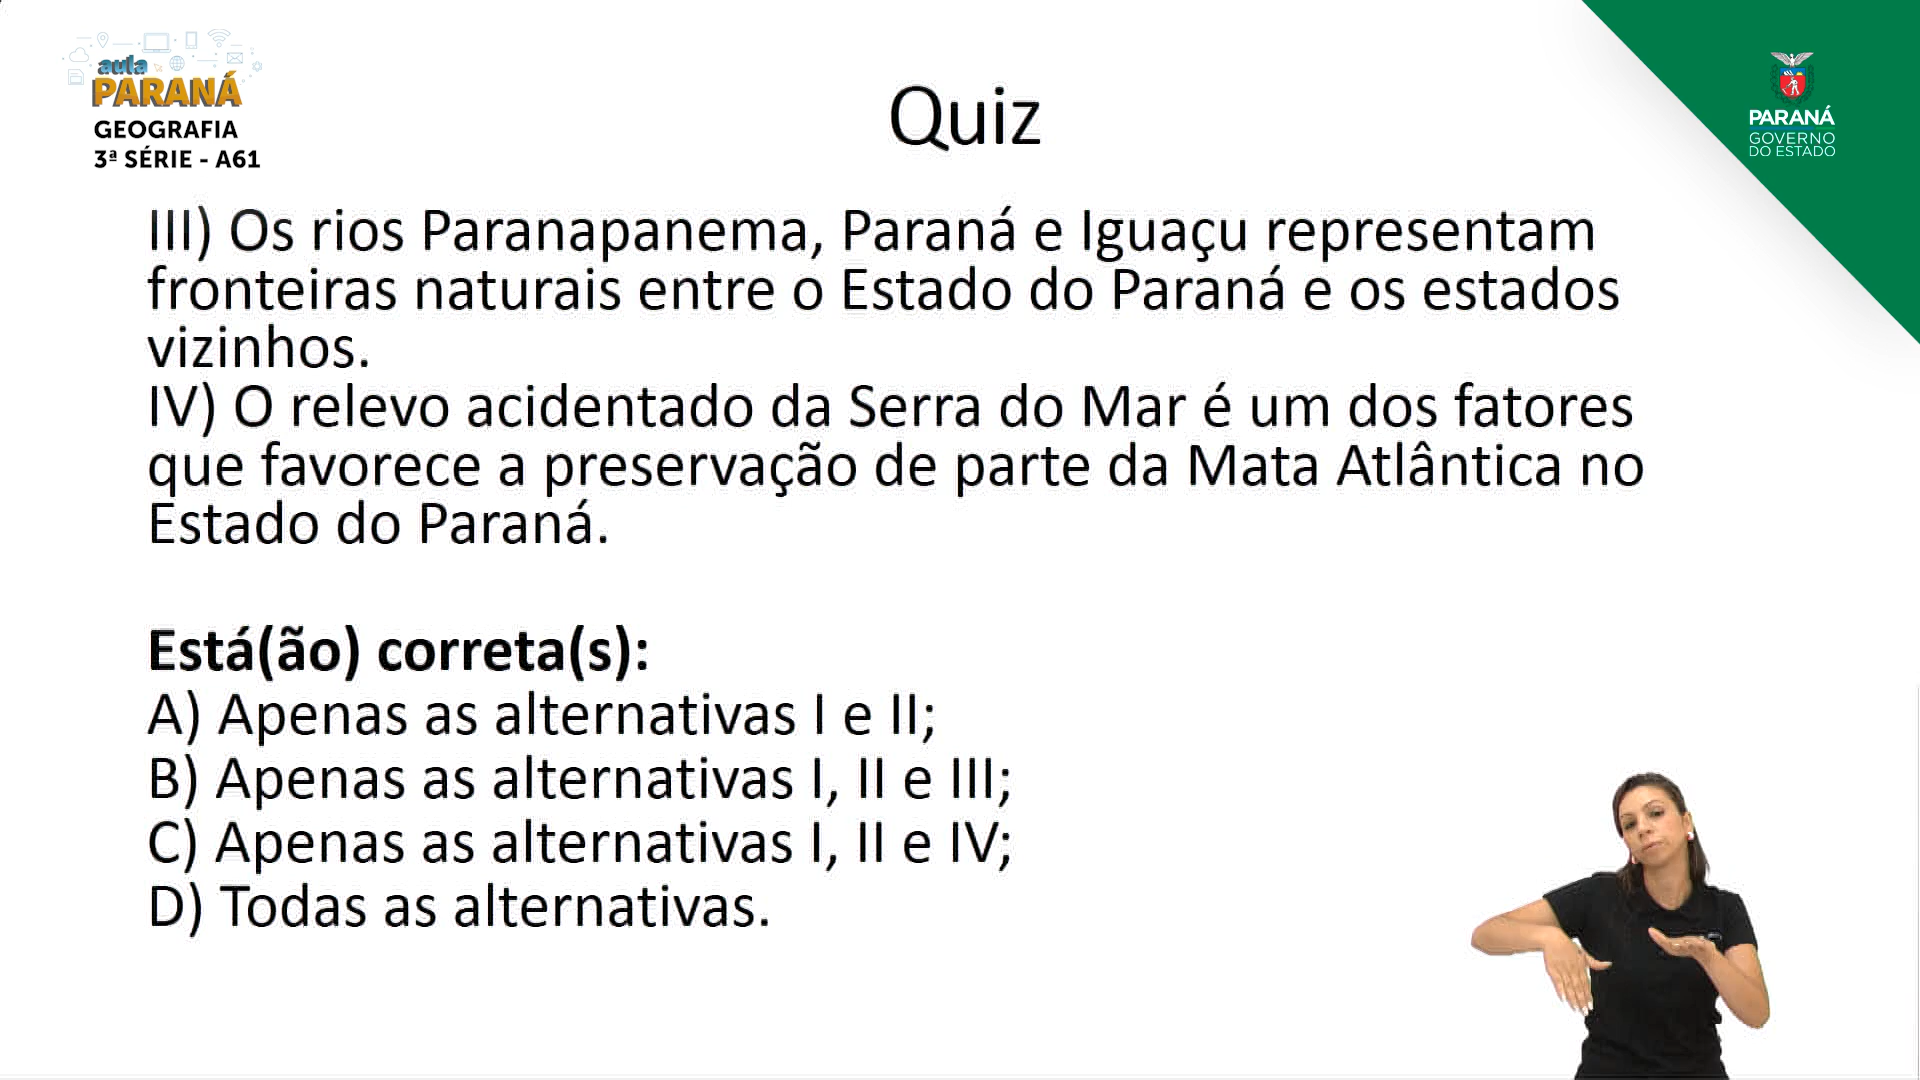 aula
PARANÁ
GEOGRAFIA
3ª SÉRIE - A61
Quiz
PARANÁ
GOVERNO
DO ESTADO
III) Os rios Paranapanema, Paraná e Iguaçu representam
fronteiras naturais entre o Estado do Paraná e os estados
vizinhos.
IV) O relevo acidentado da Serra do Mar é um dos fatores
que favorece a preservação de parte da Mata Atlântica no
Estado do Paraná.
Está(ão) correta(s):
A) Apenas as alternativas I e II;
B) Apenas as alternativas I, II e III;
C) Apenas as alternativas I, II e IV;
D) Todas as alternativas.